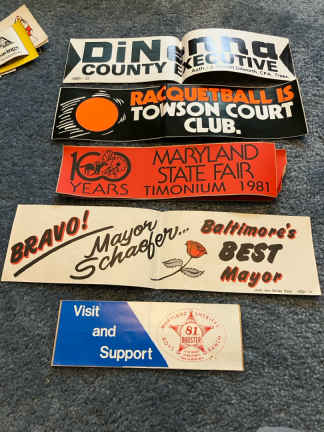 DiNenna
COUNTY EXECUTIVE
RACQUETBALL IS
TOWSON COURT
CLUB.
100
YEARS
MARYLAND
STATE FAIR
TIMONIUM 1981
BRAVO!
Mayor
Schaefer...
Baltimore's
BEST
Mayor
Visit
and
Support
81
BOOSTER